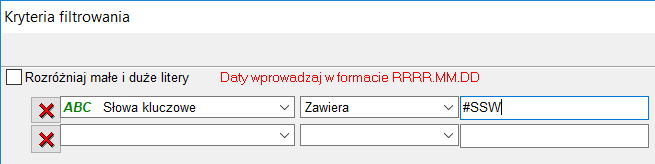 Kryteria filtrowania
Rozróżniaj małe i duże litery Daty wprowadzaj w formacie RRRR.MM.DD
ABC Słowa kluczowe Zawiera #SSW